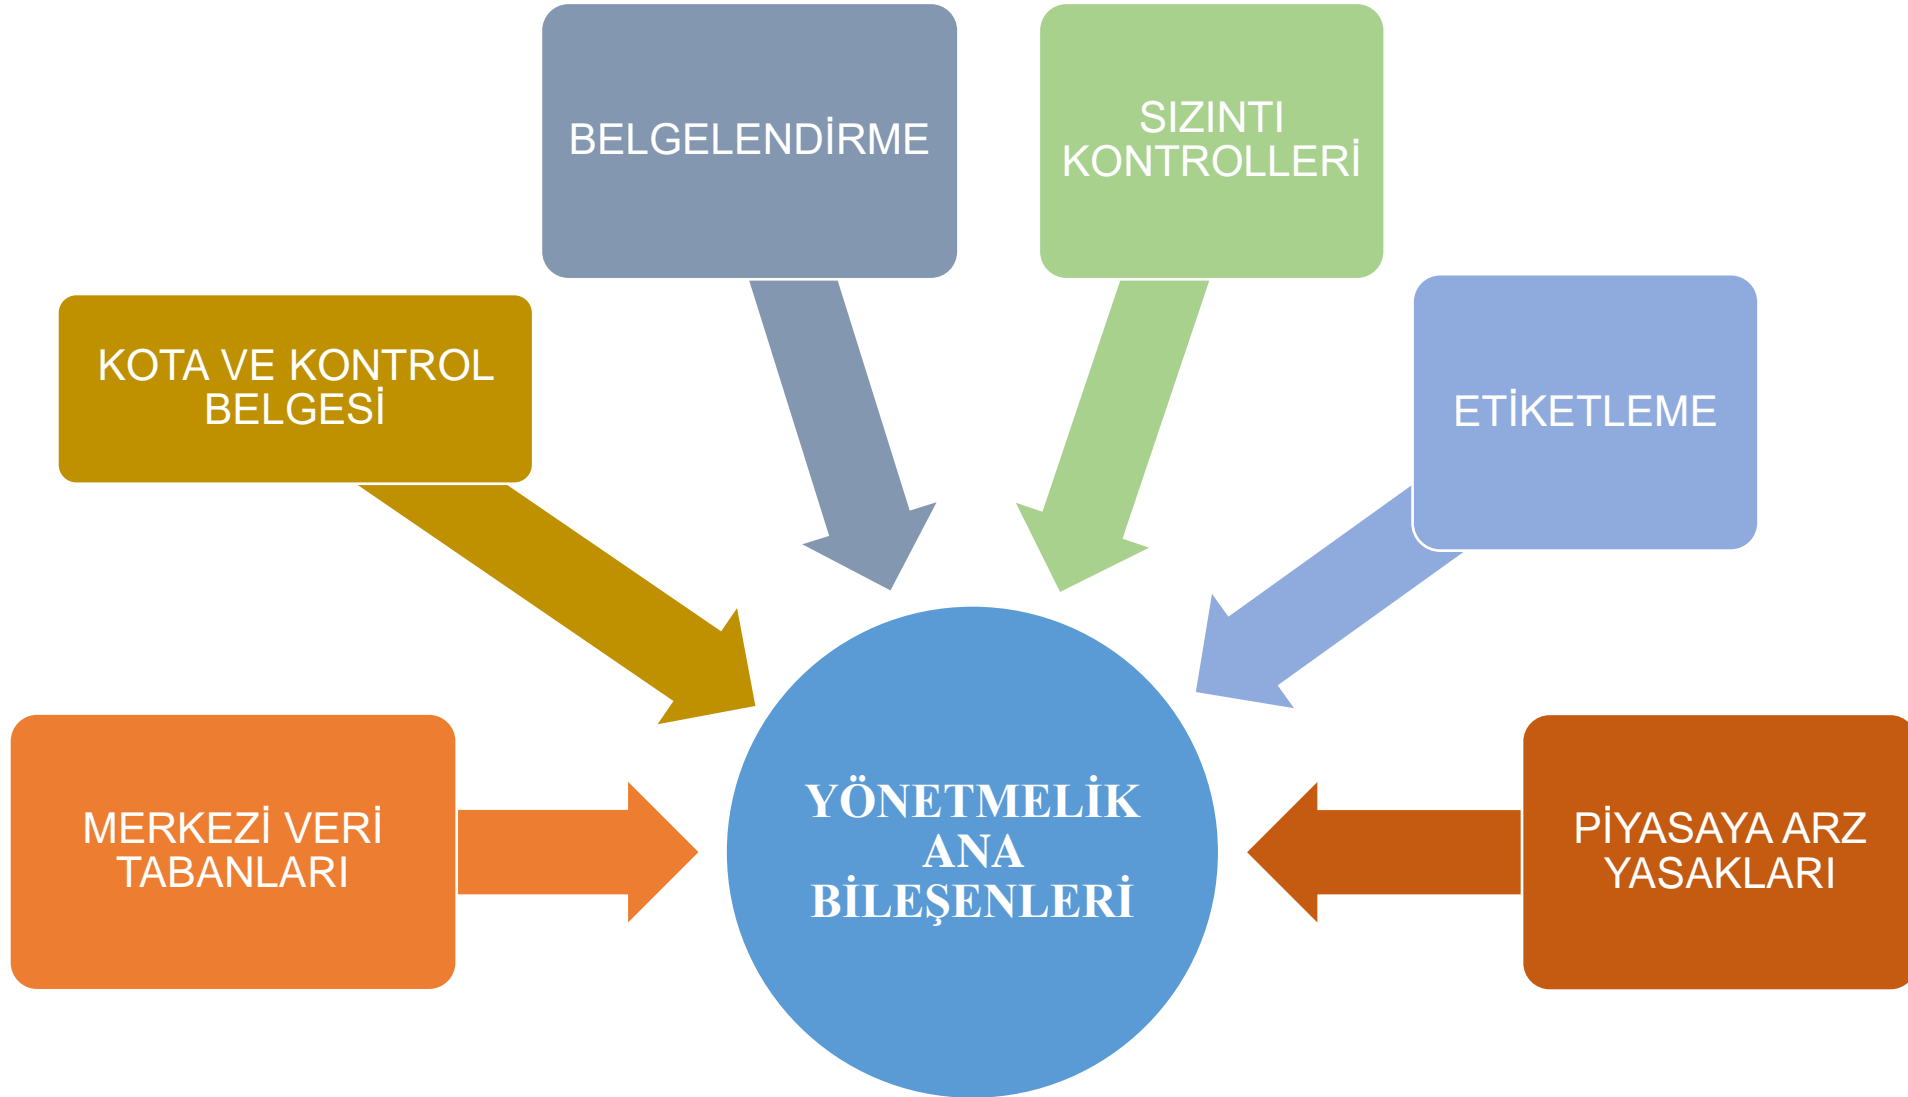 BELGELENDİRME
SIZINTI
KONTROLLERİ
KOTA VE KONTROL
BELGESİ
ETİKETLEME
MERKEZİ VERİ
TABANLARI
YÖNETMELİK
ANA
BİLEŞENLERİ
PİYASAYA ARZ
YASAKLARI